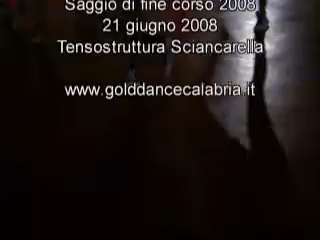 Saggio di fine corso 2008
21 giugno 2008
Tensostruttura Sciancarella
www.golddancecalabria.it